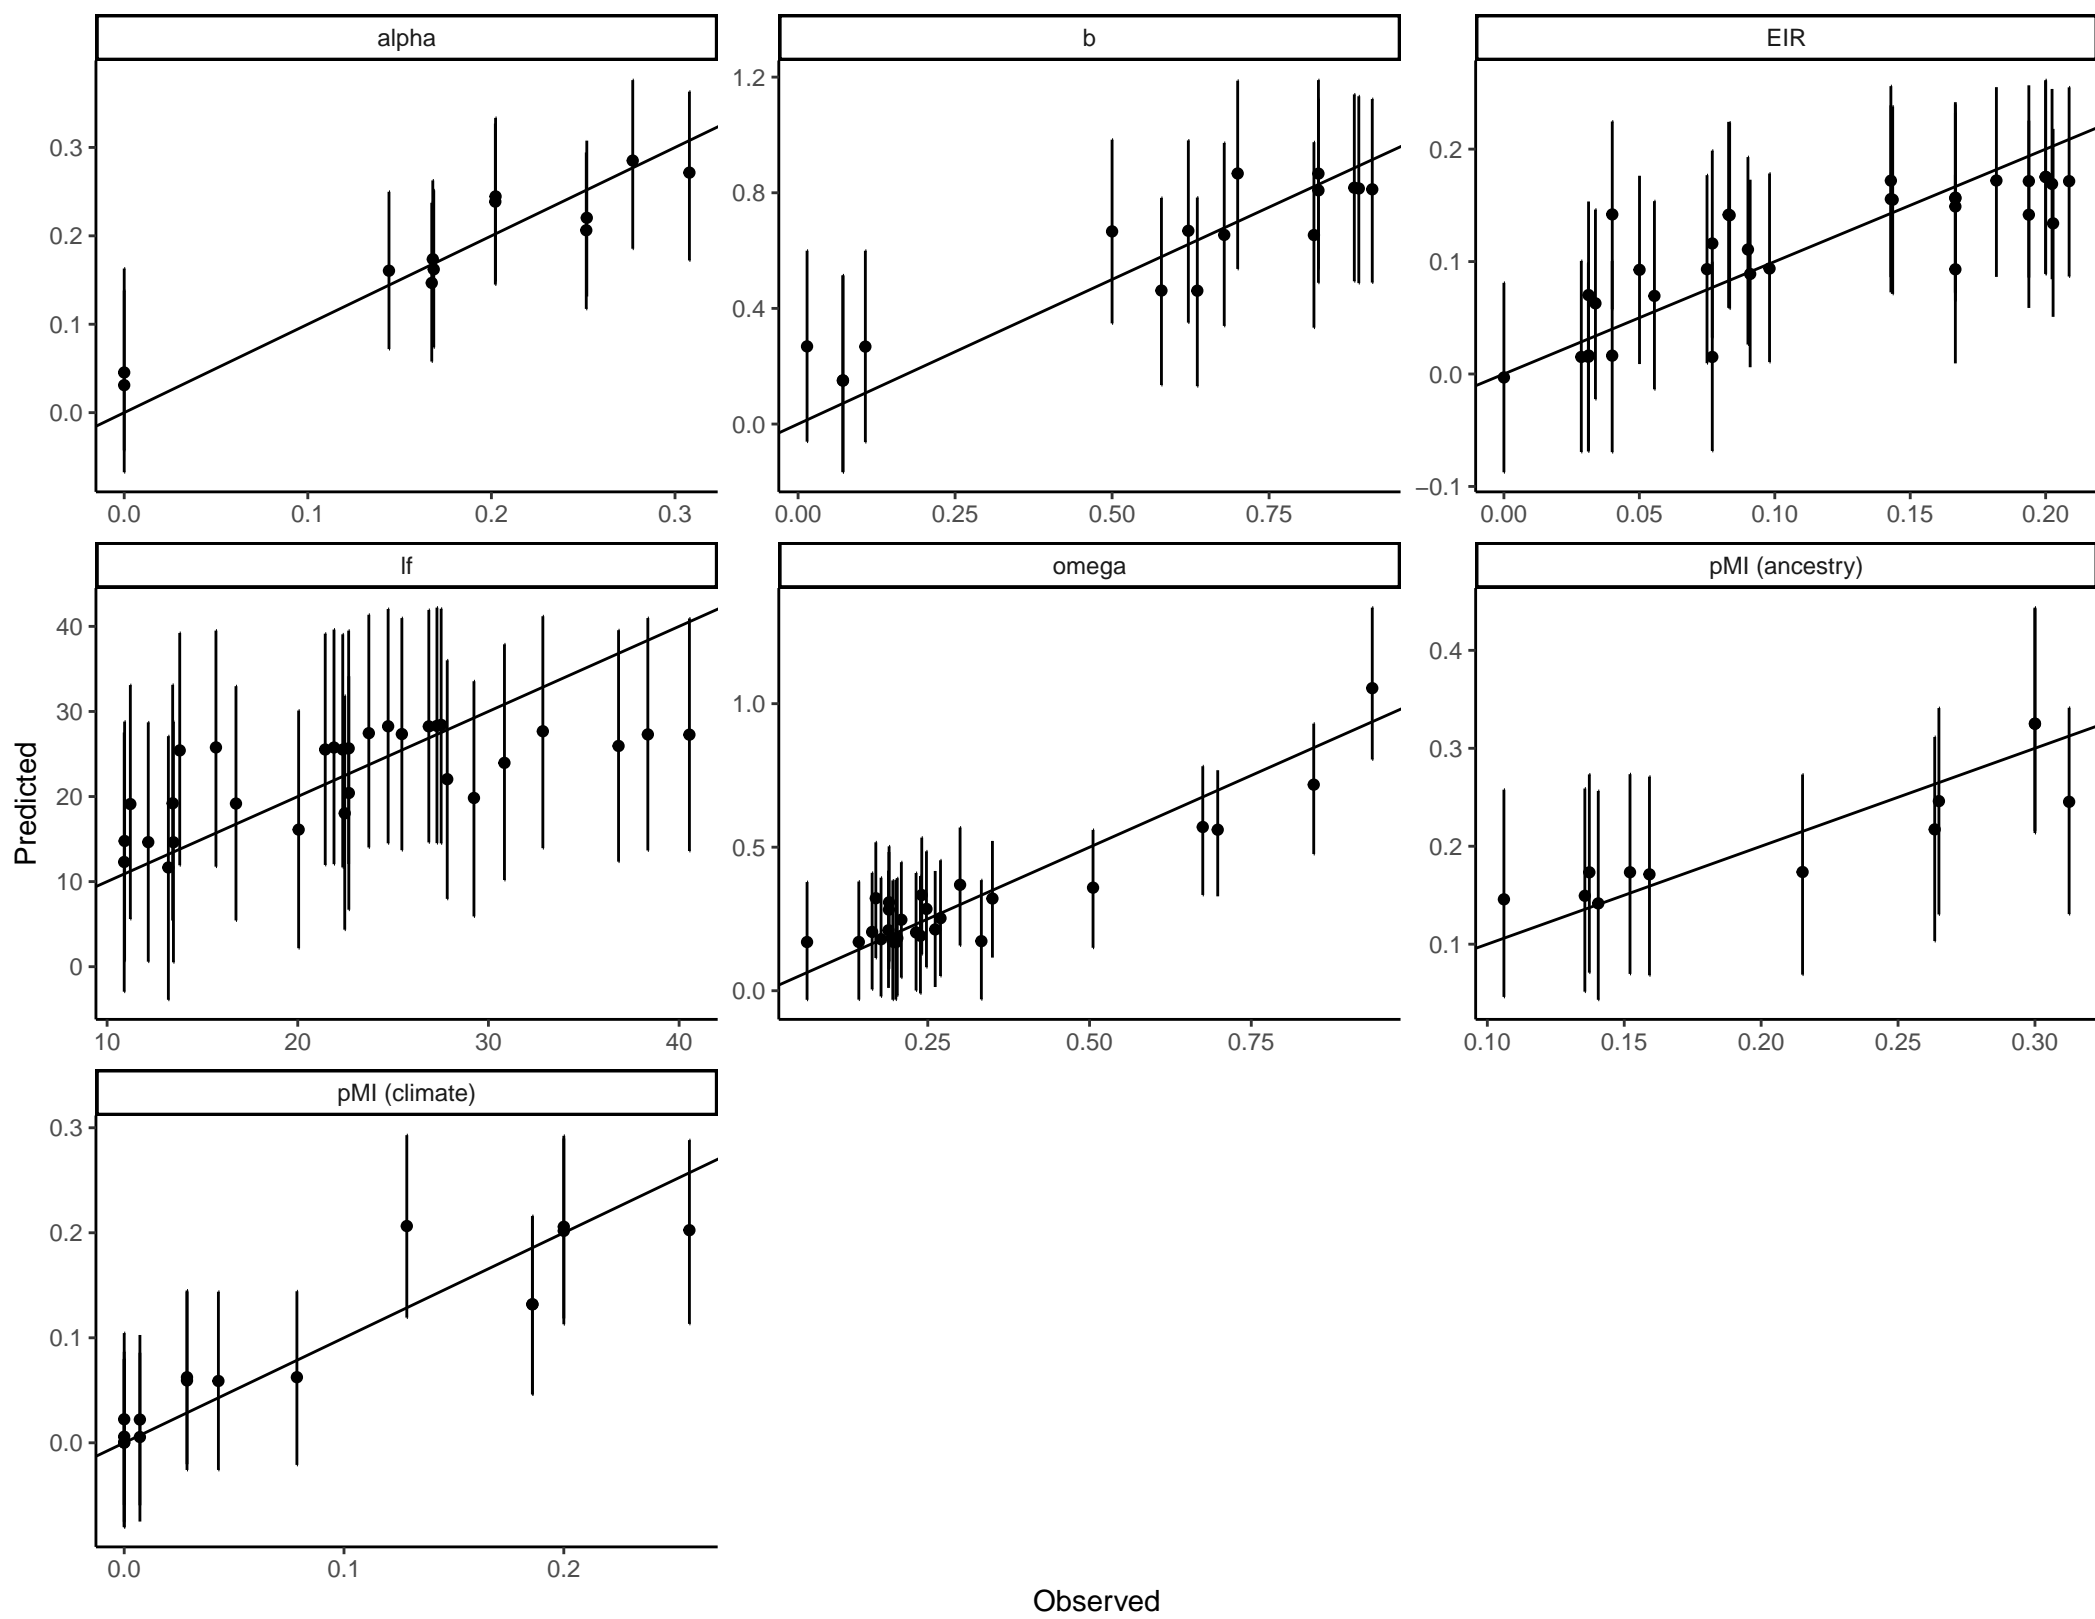 alpha
b
EIR
0.3
0.2
0.1
0.0
1.2
0.8
0.4
0.0
0.2
0.1
0.0
−0.1
0.0 0.1 0.2 0.3
0.00 0.25 0.50 0.75
0.00 0.05 0.10 0.15 0.20
lf
omega
pMI (ancestry)
40
30
20
10
0
1.0
0.5
0.0
0.4
0.3
0.2
0.1
10 20 30 40
0.25 0.50 0.75
0.10 0.15 0.20 0.25 0.30
Predicted
pMI (climate)
0.3
0.2
0.1
0.0
0.0 0.1 0.2
Observed